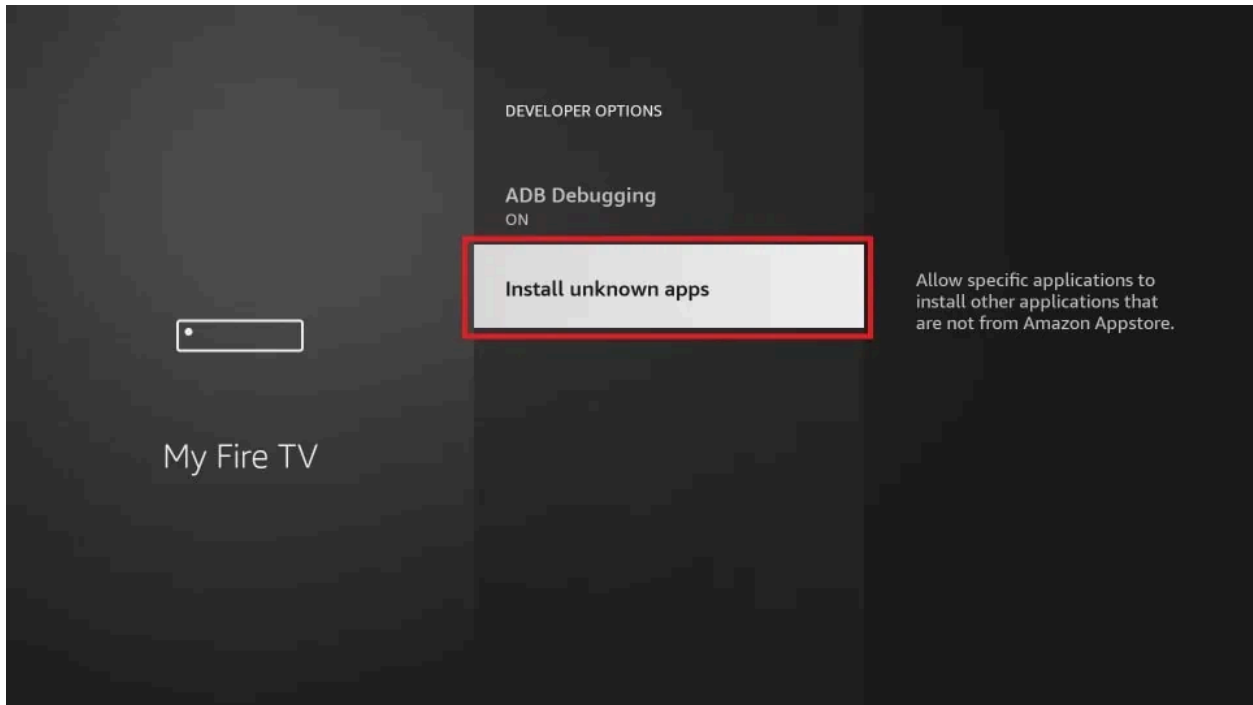 DEVELOPER OPTIONS
ADB Debugging
ON
Install unknown apps
Allow specific applications to
install other applications that
are not from Amazon Appstore.
My Fire TV